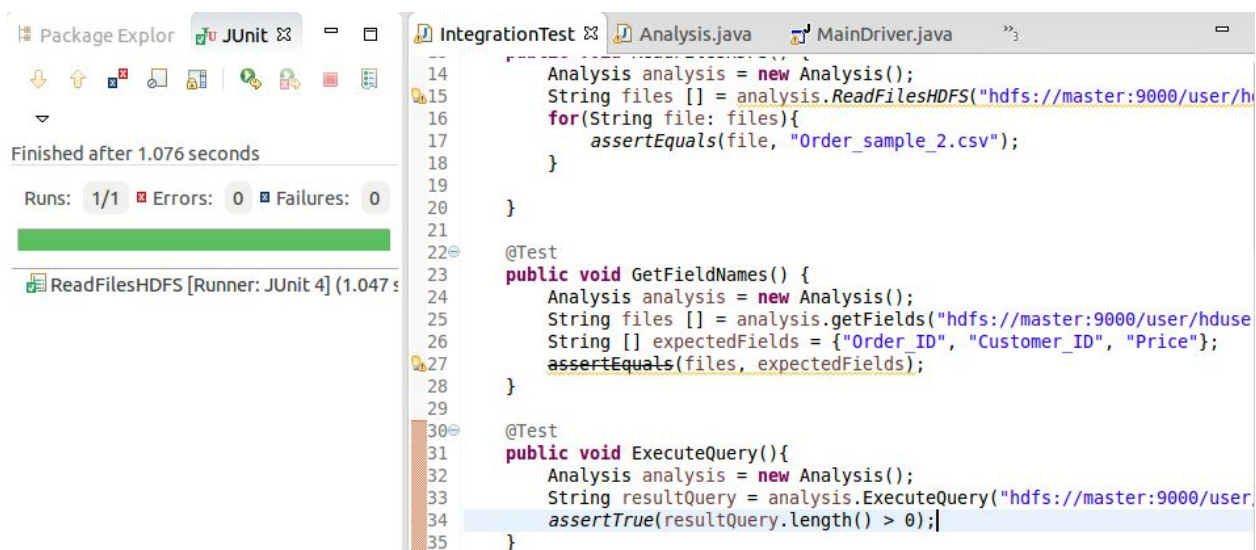 Package Explor JUnit
Finished after 1.076 seconds
Runs: 1/1 Errors: 0 Failures: 0
ReadFilesHDFS [Runner: JUnit 4] (1.047 s
IntegrationTest Analysis.java MainDriver.java »3
14 Analysis analysis = new Analysis();
15 String files [] = analysis.ReadFilesHDFS("hdfs://master:9000/user/h
16 for(String file: files){
17 assertEquals(file, "Order_sample_2.csv");
18 }
19
20 }
21
22 @Test
23 public void GetFieldNames() {
24 Analysis analysis = new Analysis();
25 String files [] = analysis.getFields("hdfs://master:9000/user/hduse
26 String [] expectedFields = {"Order_ID", "Customer_ID", "Price"};
27 assertEquals(files, expectedFields);
28 }
29
30 @Test
31 public void ExecuteQuery(){
32 Analysis analysis = new Analysis();
33 String resultQuery = analysis.ExecuteQuery("hdfs://master:9000/user/
34 assertTrue(resultQuery.length() > 0);
35 }